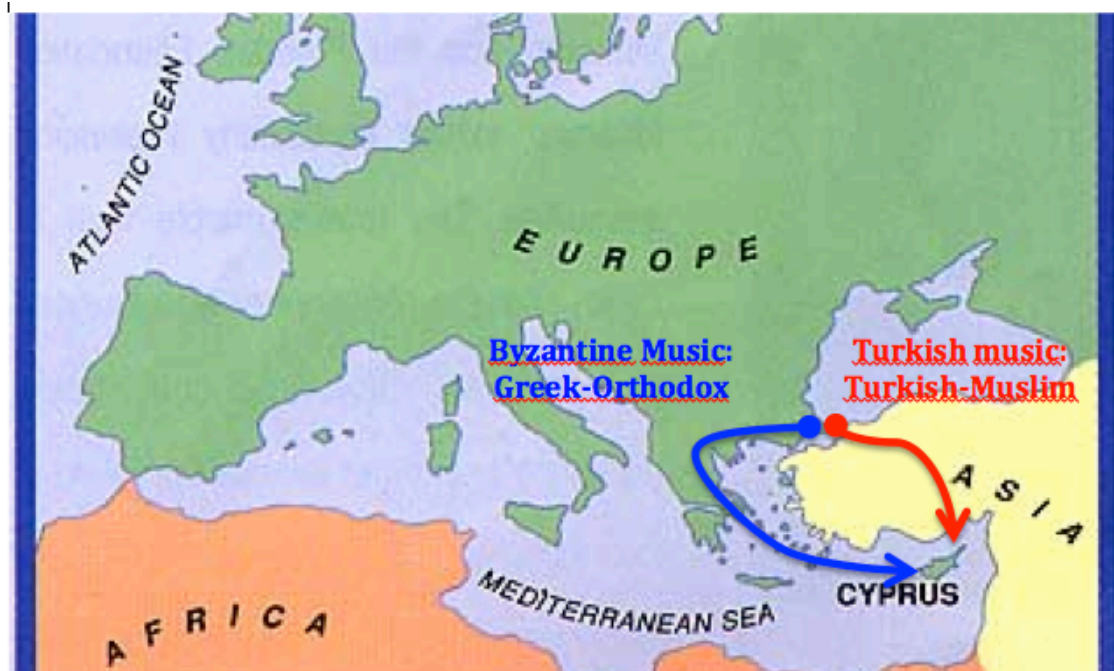 ATLANTIC OCEAN
EUROPE
Byzantine Music:
Greek-Orthodox
Turkish music:
Turkish-Muslim
ASIA
MEDITERRANEAN SEA
CYPRUS
AFRICA